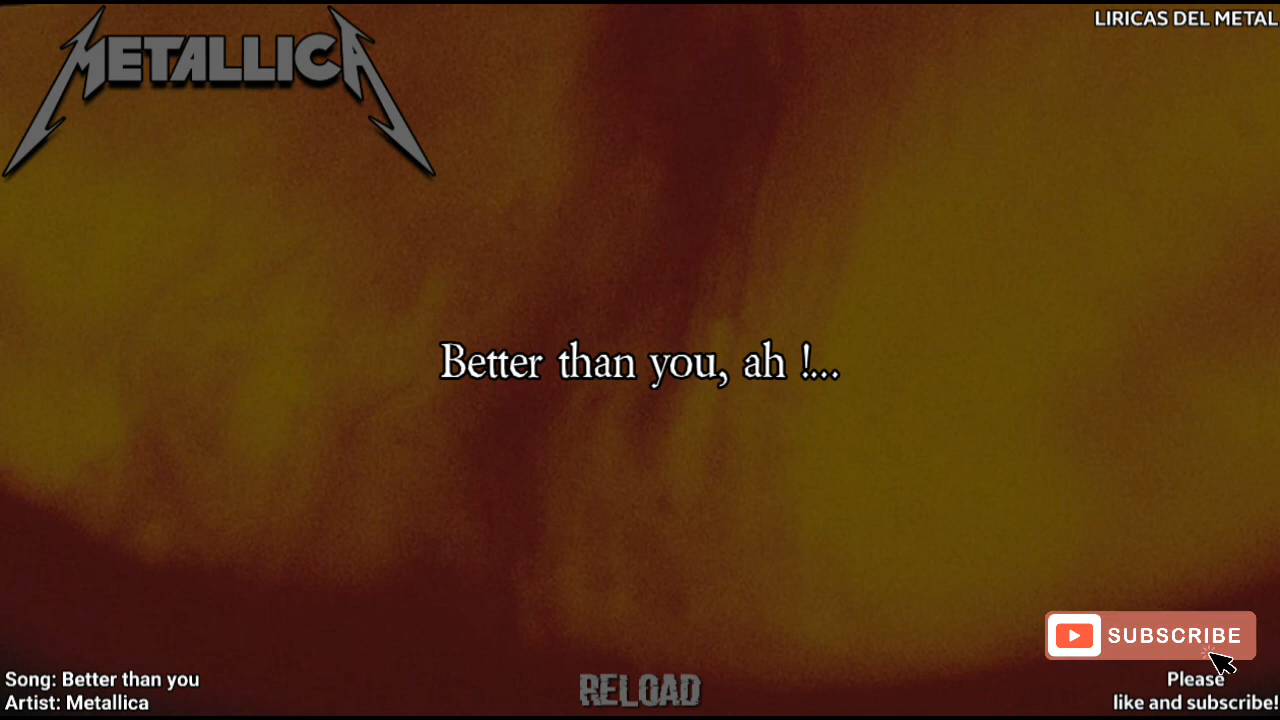 METALLICA
LIRICAS DEL METAL
Better than you, ah !...
SUBSCRIBE
Song: Better than you
Artist: Metallica
RELOAD
Please
like and subscribe!